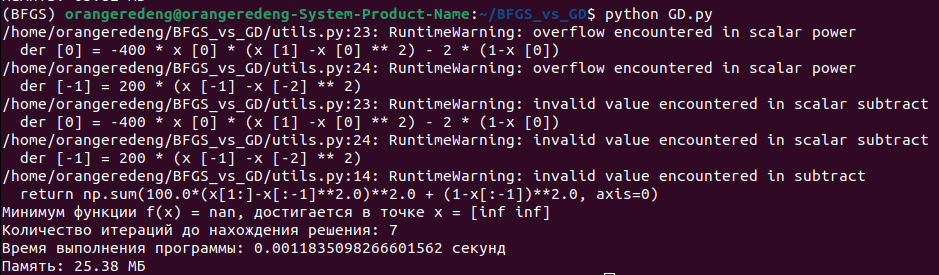 (BFGS) orangeredeng@orangeredeng-System-Product-Name:~/BFGS_vs_GD$ python GD.py
/home/orangeredeng/BFGS_vs_GD/utils.py:23: RuntimeWarning: overflow encountered in scalar power
  der [0] = -400 * x [0] * (x [1] -x [0] ** 2) - 2 * (1-x [0])
/home/orangeredeng/BFGS_vs_GD/utils.py:24: RuntimeWarning: overflow encountered in scalar power
  der [-1] = 200 * (x [-1] -x [-2] ** 2)
/home/orangeredeng/BFGS_vs_GD/utils.py:23: RuntimeWarning: invalid value encountered in scalar subtract
  der [0] = -400 * x [0] * (x [1] -x [0] ** 2) - 2 * (1-x [0])
/home/orangeredeng/BFGS_vs_GD/utils.py:24: RuntimeWarning: invalid value encountered in scalar subtract
  der [-1] = 200 * (x [-1] -x [-2] ** 2)
/home/orangeredeng/BFGS_vs_GD/utils.py:14: RuntimeWarning: invalid value encountered in subtract
  return np.sum(100.0*(x[1:]-x[:-1]**2.0)**2.0 + (1-x[:-1])**2.0, axis=0)
Минимум функции f(x) = nan, достигается в точке x = [inf inf]
Количество итераций до нахождения решения: 7
Время выполнения программы: 0.0011835098266601562 секунд
Память: 25.38 МБ